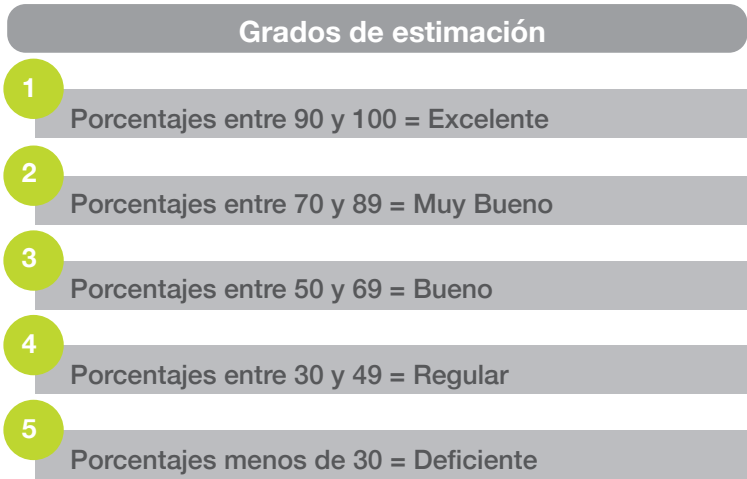 Grados de estimación
1
Porcentajes entre 90 y 100 = Excelente
2
Porcentajes entre 70 y 89 = Muy Bueno
3
Porcentajes entre 50 y 69 = Bueno
4
Porcentajes entre 30 y 49 = Regular
5
Porcentajes menos de 30 = Deficiente